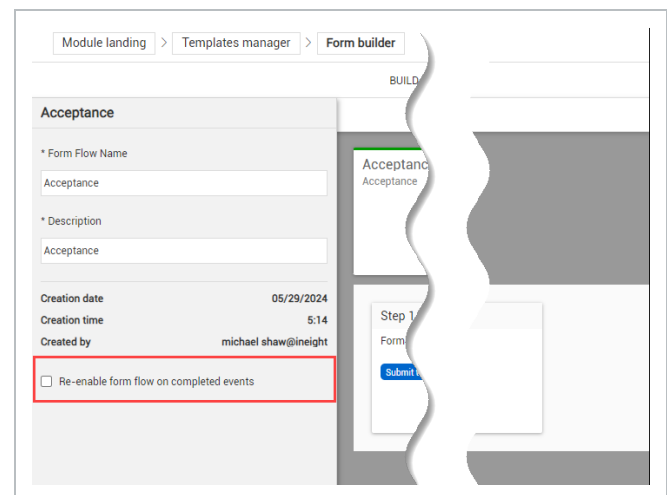 Module landing > Templates manager > Form builder
BUILD
Acceptance
* Form Flow Name
Acceptance
* Description
Acceptance
Creation date 05/29/2024
Creation time 5:14
Created by michael shaw@ineight
Re-enable form flow on completed events
Acceptanc
Acceptance
Step 1
Form
Submit